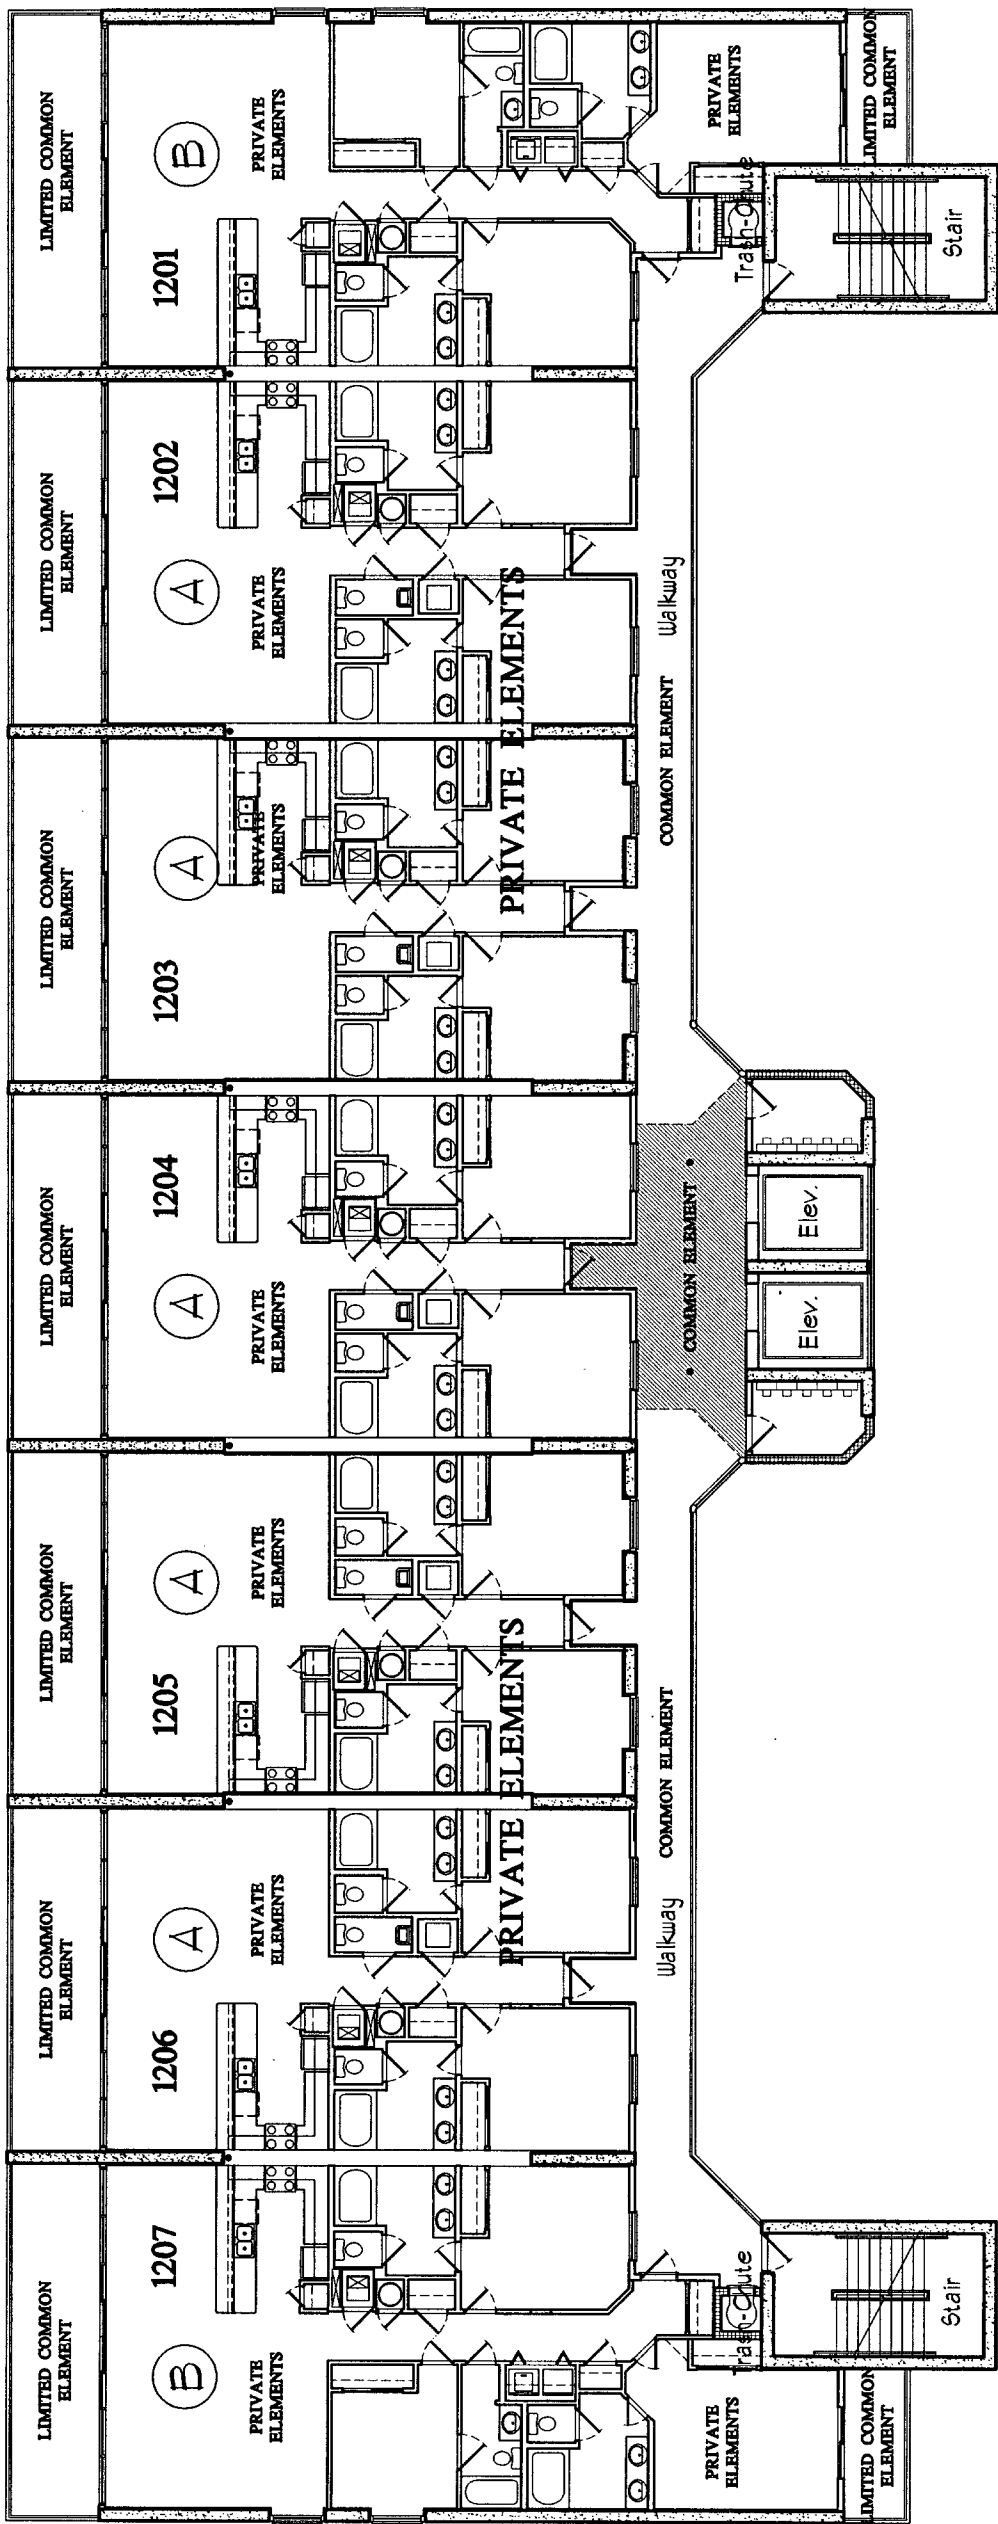 LIMITED COMMON
ELEMENT
B
PRIVATE
ELEMENTS
1201
PRIVATE
ELEMENTS
LIMITED COMMON
ELEMENT
Trash-Chute
Stair
LIMITED COMMON
ELEMENT
1202
A
PRIVATE
ELEMENTS
PRIVATE ELEMENTS
Walkway
COMMON ELEMENT
LIMITED COMMON
ELEMENT
A
PRIVATE
ELEMENTS
1203
LIMITED COMMON
ELEMENT
1204
A
PRIVATE
ELEMENTS
COMMON ELEMENT
Elev.
Elev.
LIMITED COMMON
ELEMENT
A
PRIVATE
ELEMENTS
1205
PRIVATE ELEMENTS
COMMON ELEMENT
Walkway
LIMITED COMMON
ELEMENT
A
PRIVATE
ELEMENTS
1206
LIMITED COMMON
ELEMENT
1207
B
PRIVATE
ELEMENTS
PRIVATE
ELEMENTS
Trash-Chute
Stair
LIMITED COMMON
ELEMENT